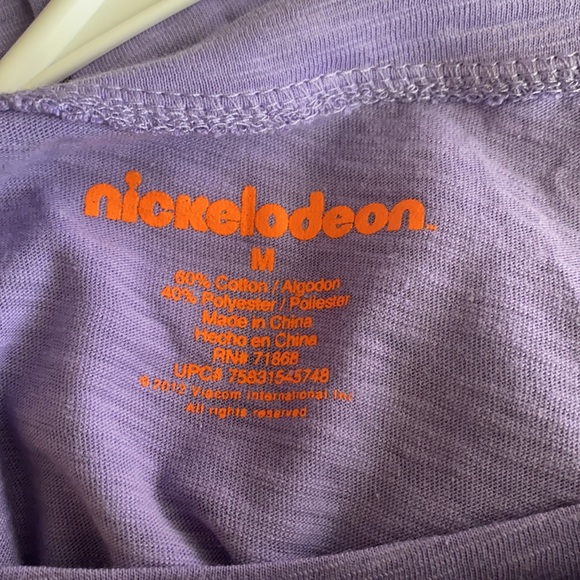 nickelodeon™
M
60% Cotton / Algodon
40% Polyester / Poliester
Made in China
Hecho en China
RN# 71868
UPC# 75831545748
© 2012 Viacom International Inc
All rights reserved